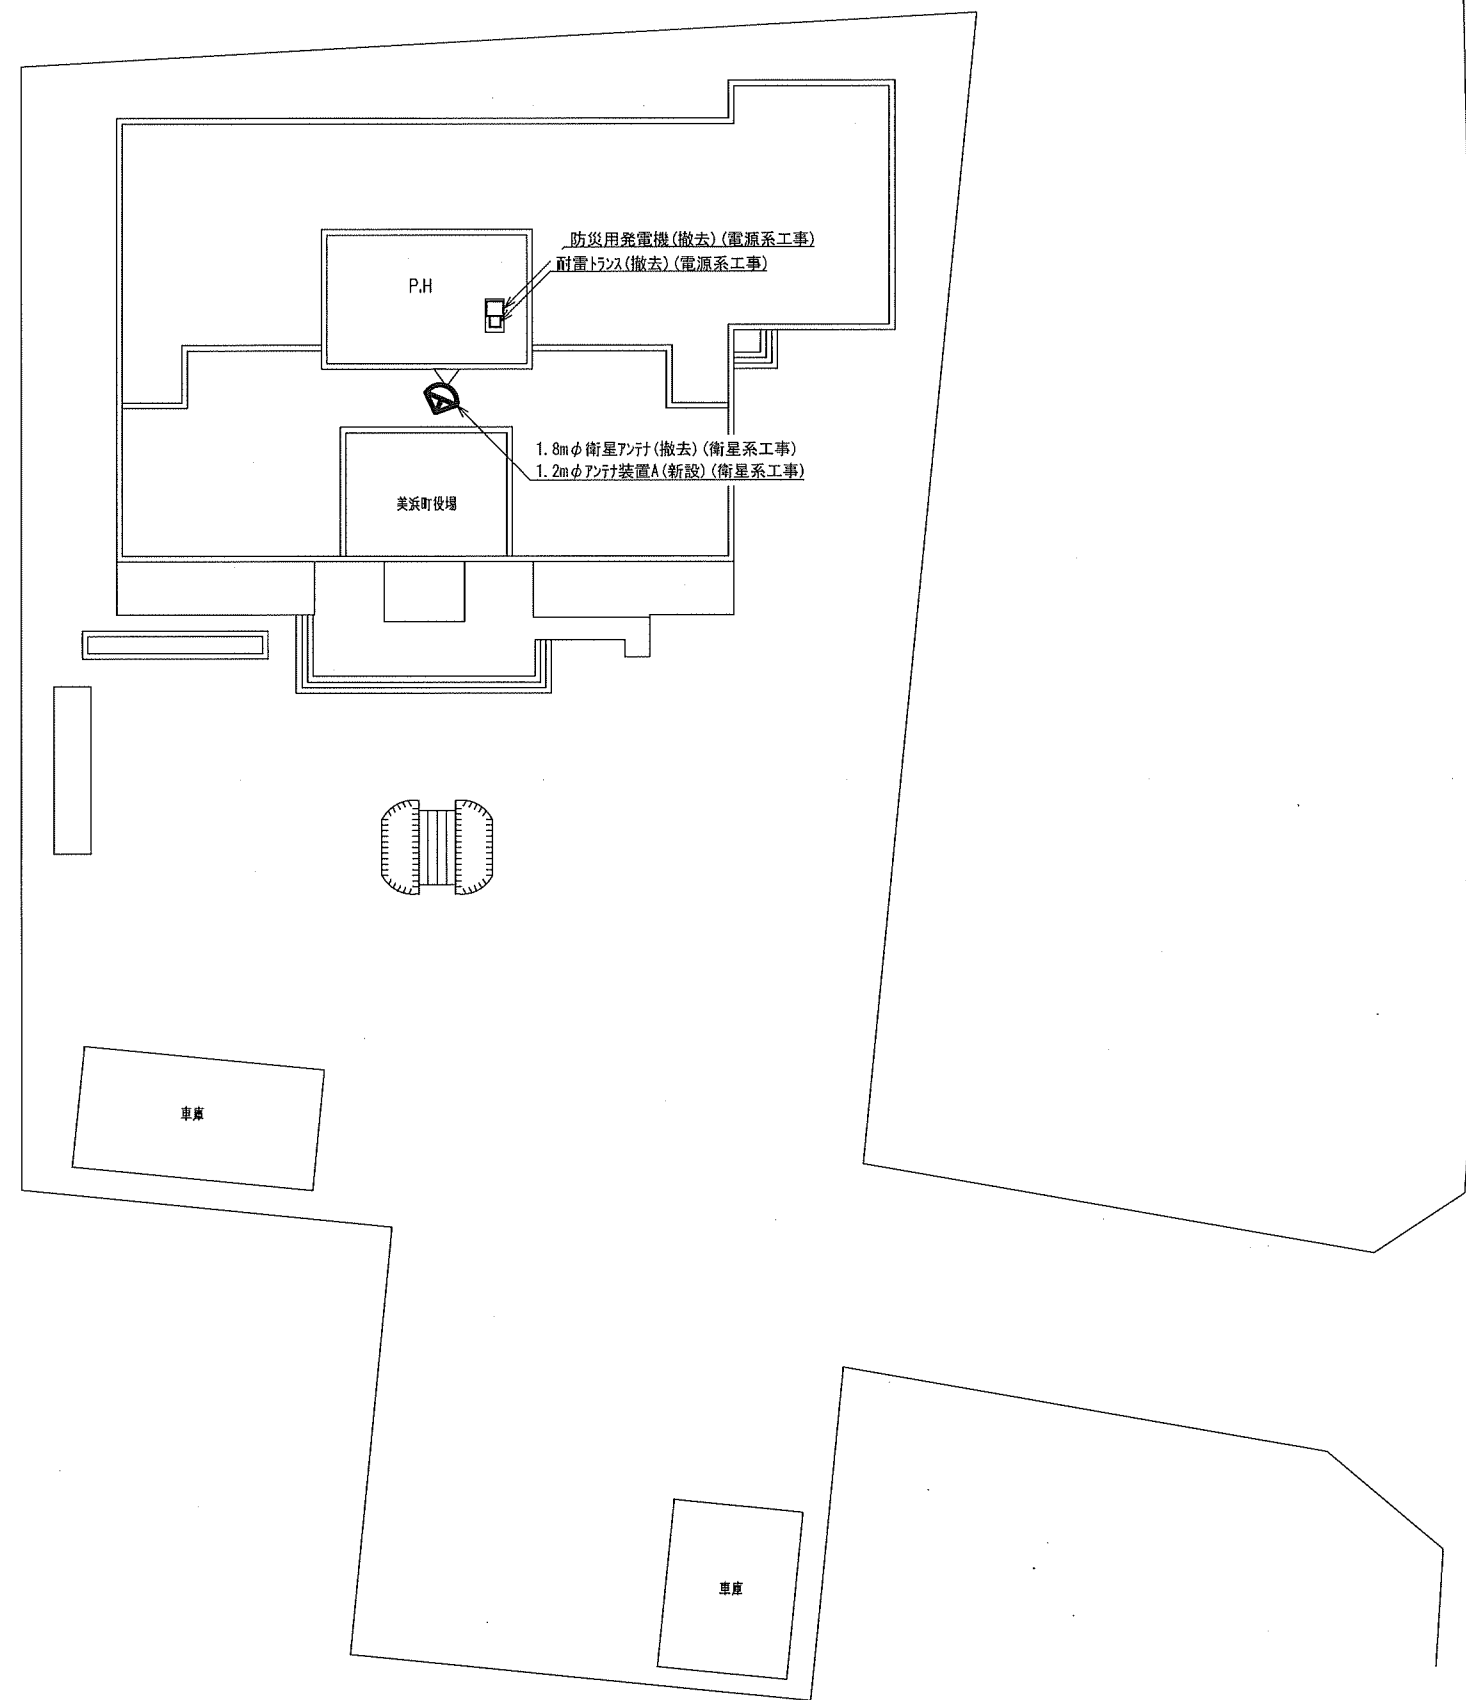 防災用発電機(撤去)(電源系工事)
耐雷トランス(撤去)(電源系工事)
P.H
1.8mφ衛星アンテナ(撤去)(衛星系工事)
1.2mφアンテナ装置A(新設)(衛星系工事)
美浜町役場
車庫
車庫